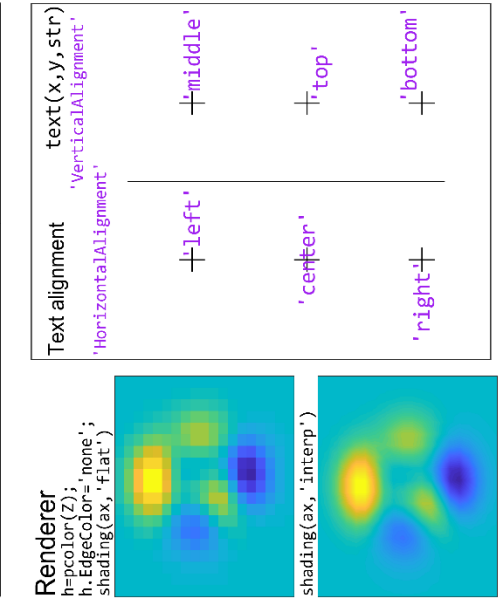 Text alignment
text(x,y,str)
'HorizontalAlignment'
'VerticalAlignment'
'left'
'middle'
'center'
'top'
'right'
'bottom'
Renderer
h=pcolor(Z);
h.EdgeColor='none';
shading(ax,'flat')
shading(ax,'interp')